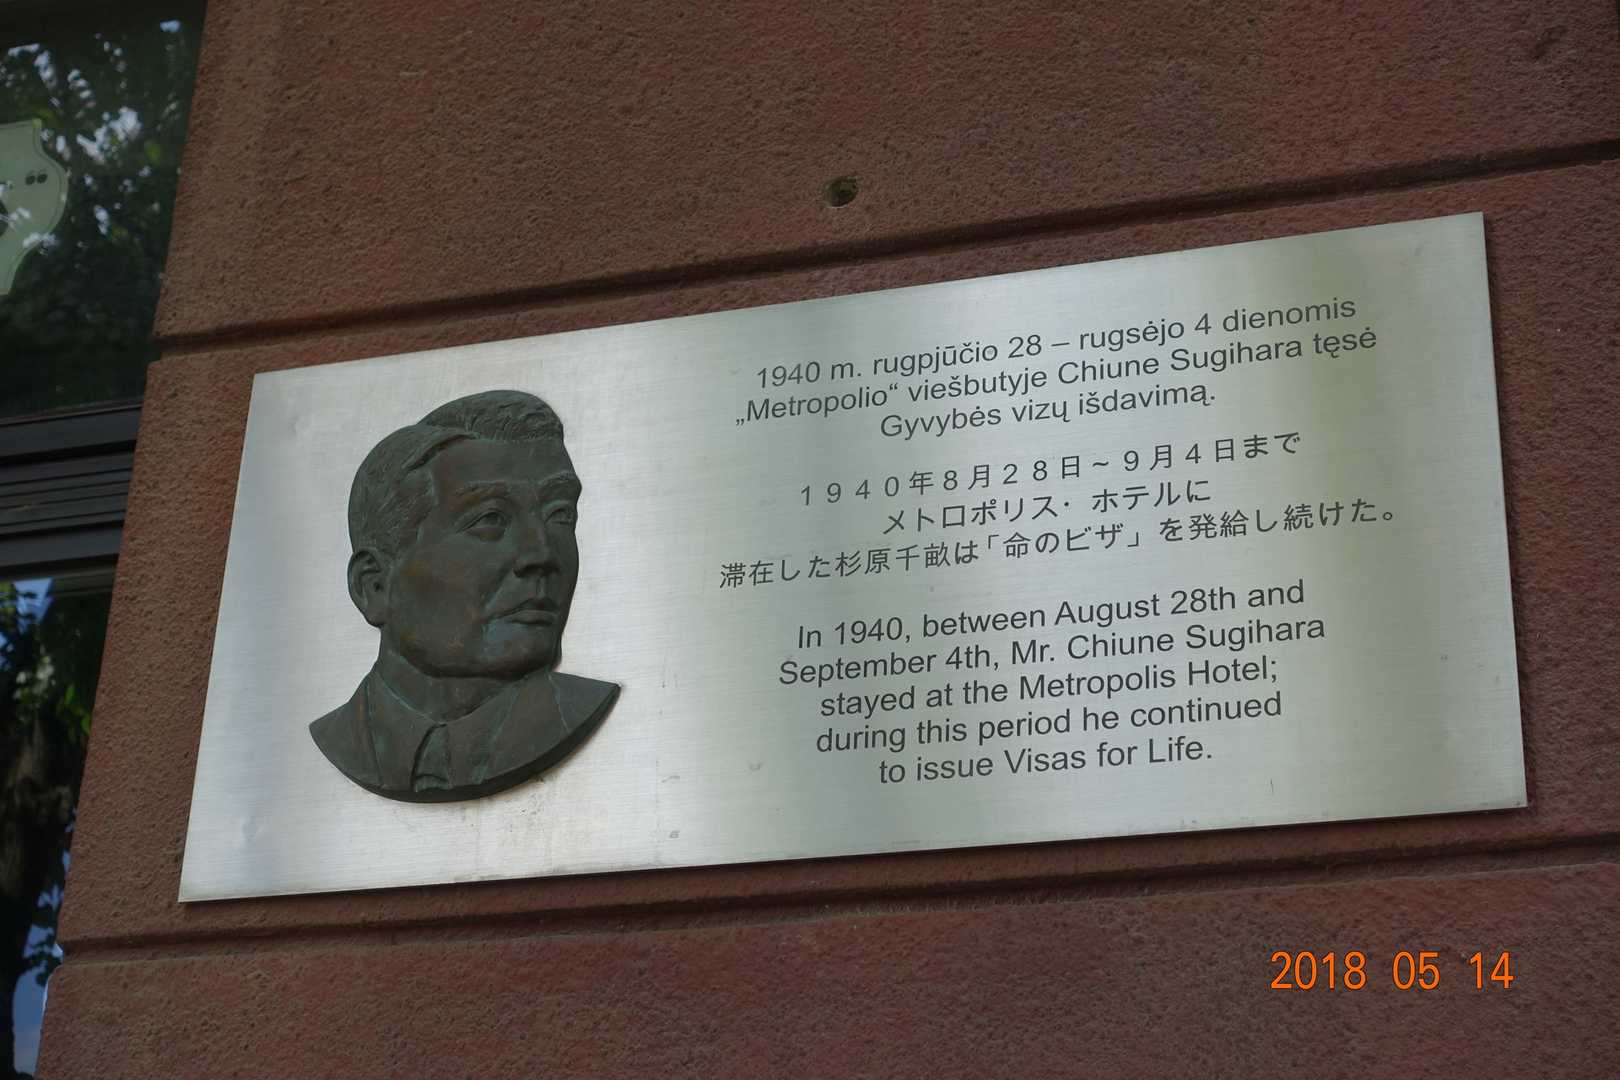 1940 m. rugpjūčio 28 – rugsėjo 4 dienomis
„Metropolio“ viešbutyje Chiune Sugihara tęsė
Gyvybės vizų išdavimą.
１９４０年８月２８日~９月４日まで
メトロポリス・ホテルに
滞在した杉原千畝は「命のビザ」を発給し続けた。
In 1940, between August 28th and
September 4th, Mr. Chiune Sugihara
stayed at the Metropolis Hotel;
during this period he continued
to issue Visas for Life.
2018 05 14